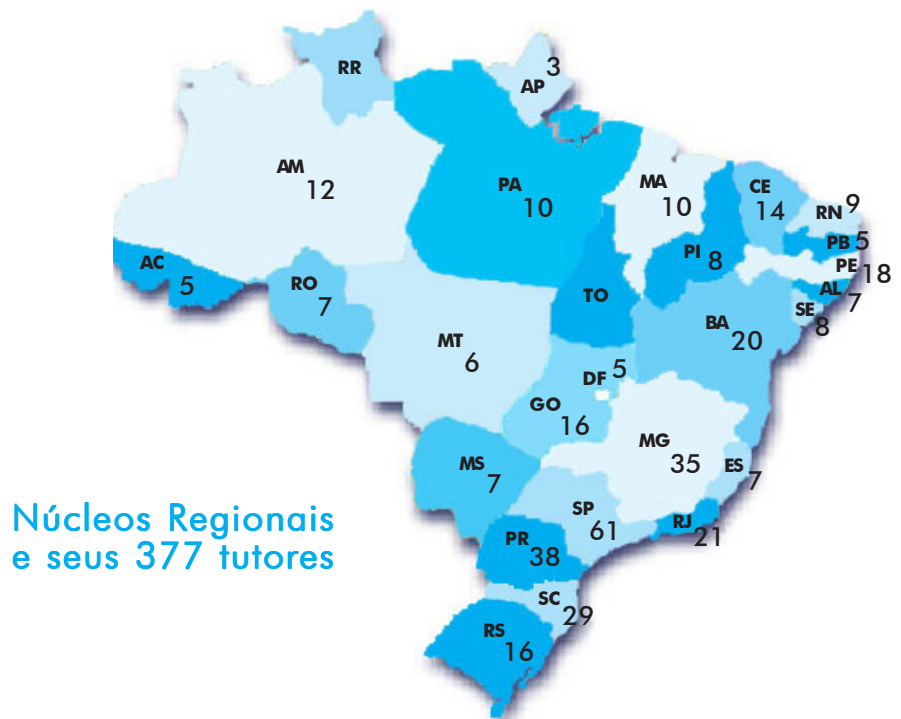 RR
3
AP
AM
12
PA
10
MA
10
CE
14
RN 9
PB 5
PE
18
PI
8
AL
7
SE
8
AC
5
RO
7
TO
BA
20
MT
6
DF 5
GO
16
MG
35
ES
7
MS
7
SP
61
RJ
21
PR
38
SC
29
RS
16
Núcleos Regionais
e seus 377 tutores